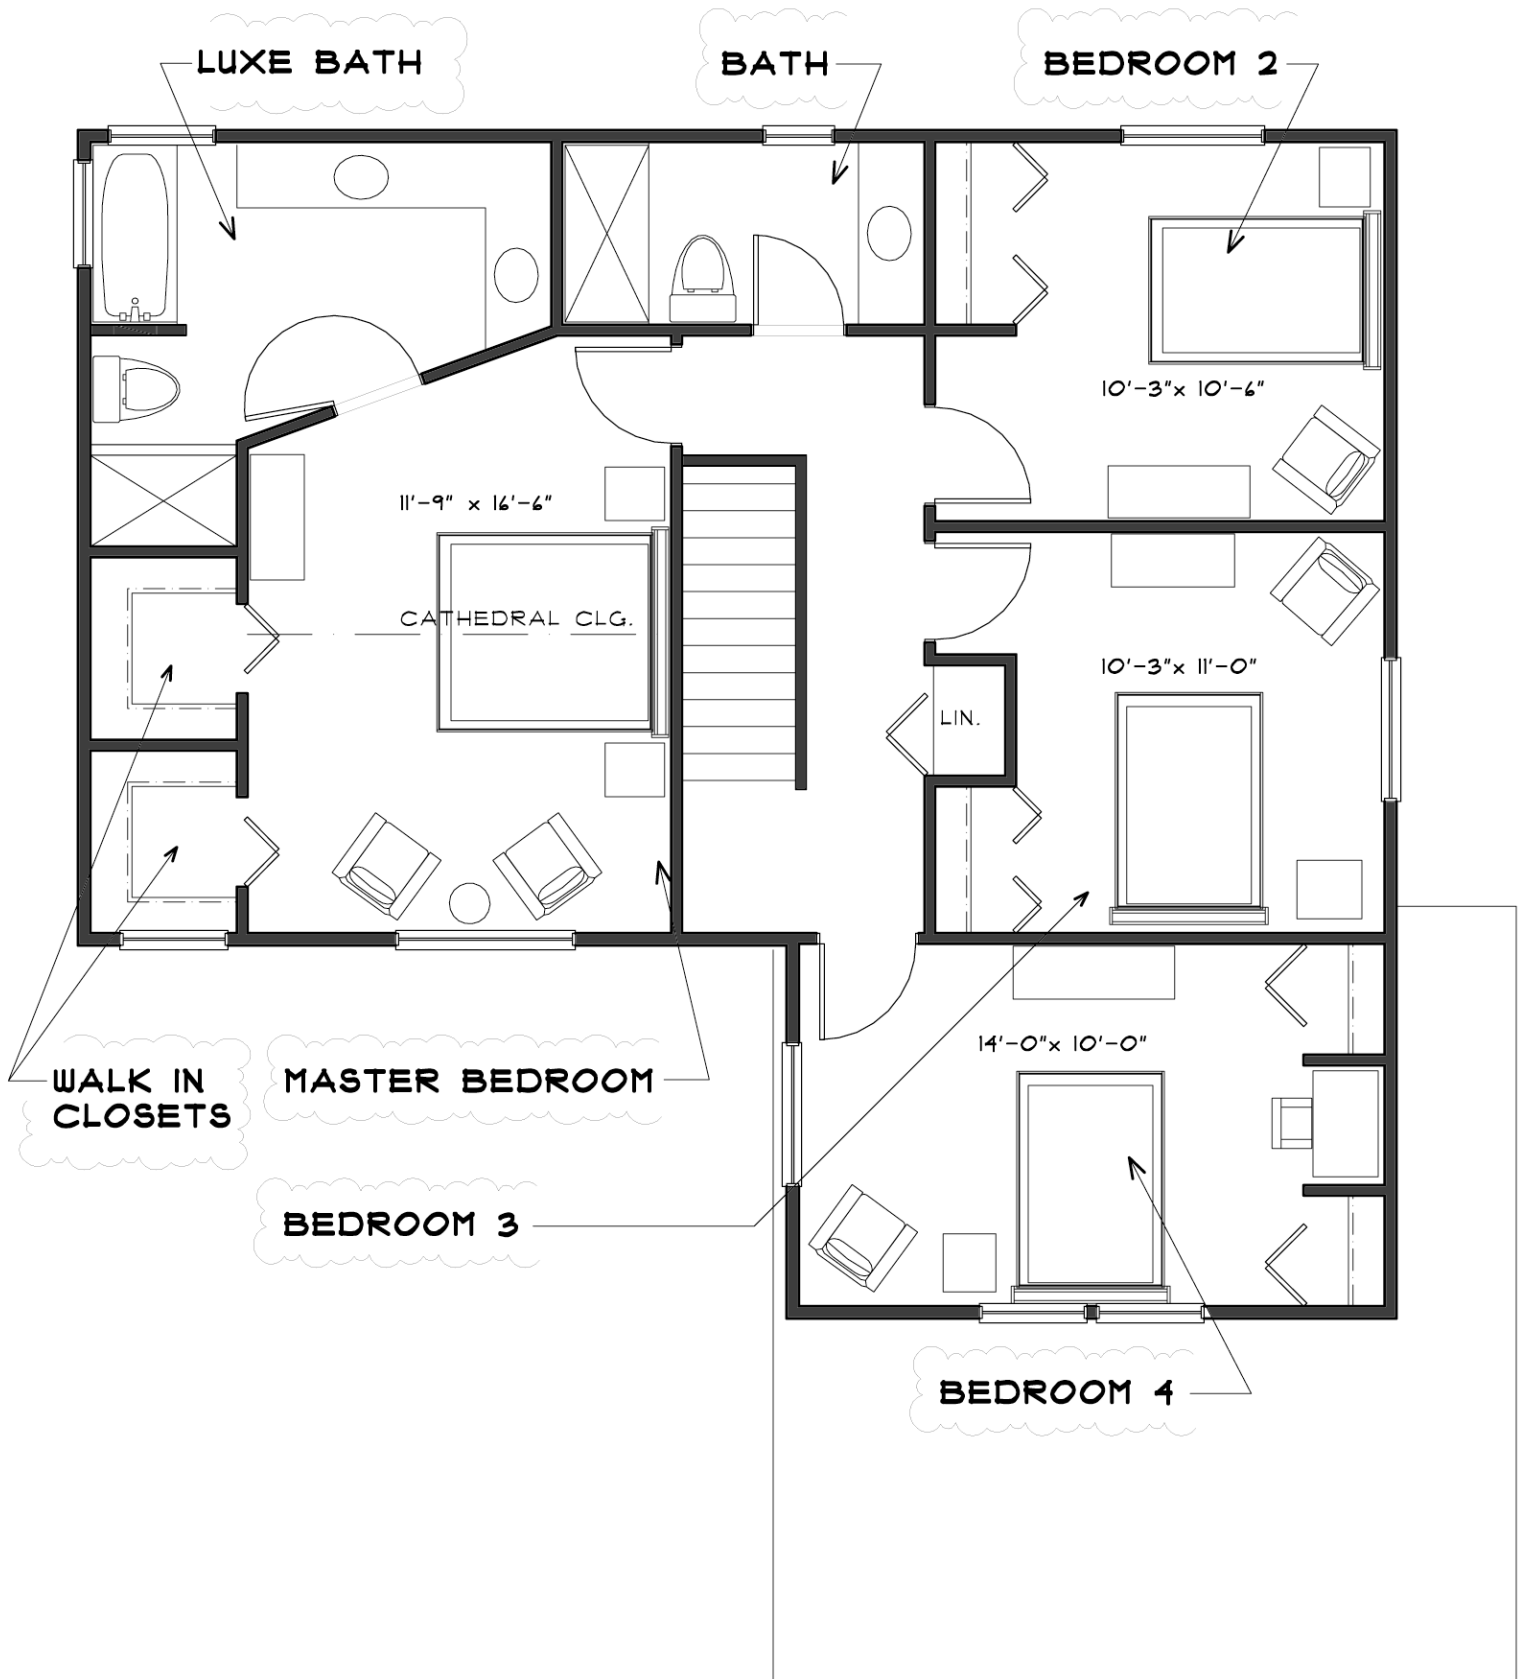 LUXE BATH
BATH
BEDROOM 2
10'-3"x 10'-6"
11'-9" x 16'-6"
CATHEDRAL CLG.
10'-3"x 11'-0"
LIN.
14'-0"x 10'-0"
WALK IN
CLOSETS
MASTER BEDROOM
BEDROOM 3
BEDROOM 4